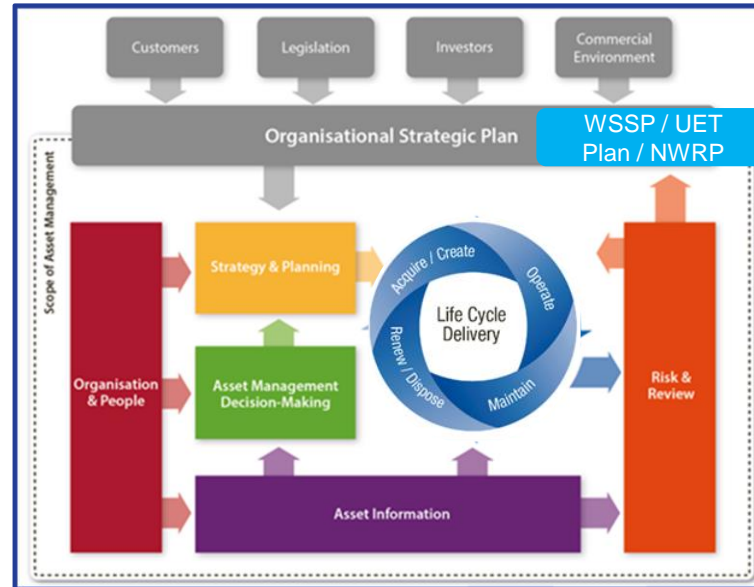 Customers
Legislation
Investors
Commercial
Environment
Organisational Strategic Plan
WSSP / UET
Plan / NWRP
Scope of Asset Management
Organisation
& People
Strategy & Planning
Asset Management
Decision-Making
Acquire / Create
Operate
Maintain
Renew / Dispose
Life Cycle
Delivery
Risk &
Review
Asset Information